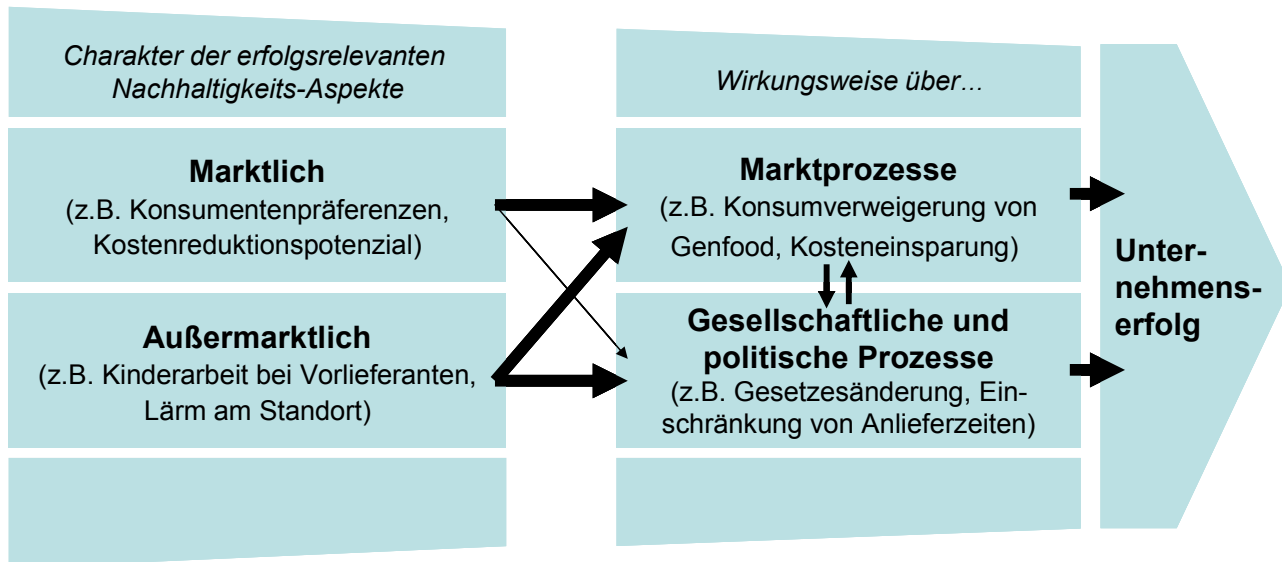 Charakter der erfolgsrelevanten
Nachhaltigkeits-Aspekte
Wirkungsweise über…
Marktlich
(z.B. Konsumentenpräferenzen,
Kostenreduktionspotenzial)
Marktprozesse
(z.B. Konsumverweigerung von
Genfood, Kosteneinsparung)
Außermarktlich
(z.B. Kinderarbeit bei Vorlieferanten,
Lärm am Standort)
Gesellschaftliche und
politische Prozesse
(z.B. Gesetzesänderung, Ein-
schränkung von Anlieferzeiten)
Unter-
nehmens-
erfolg